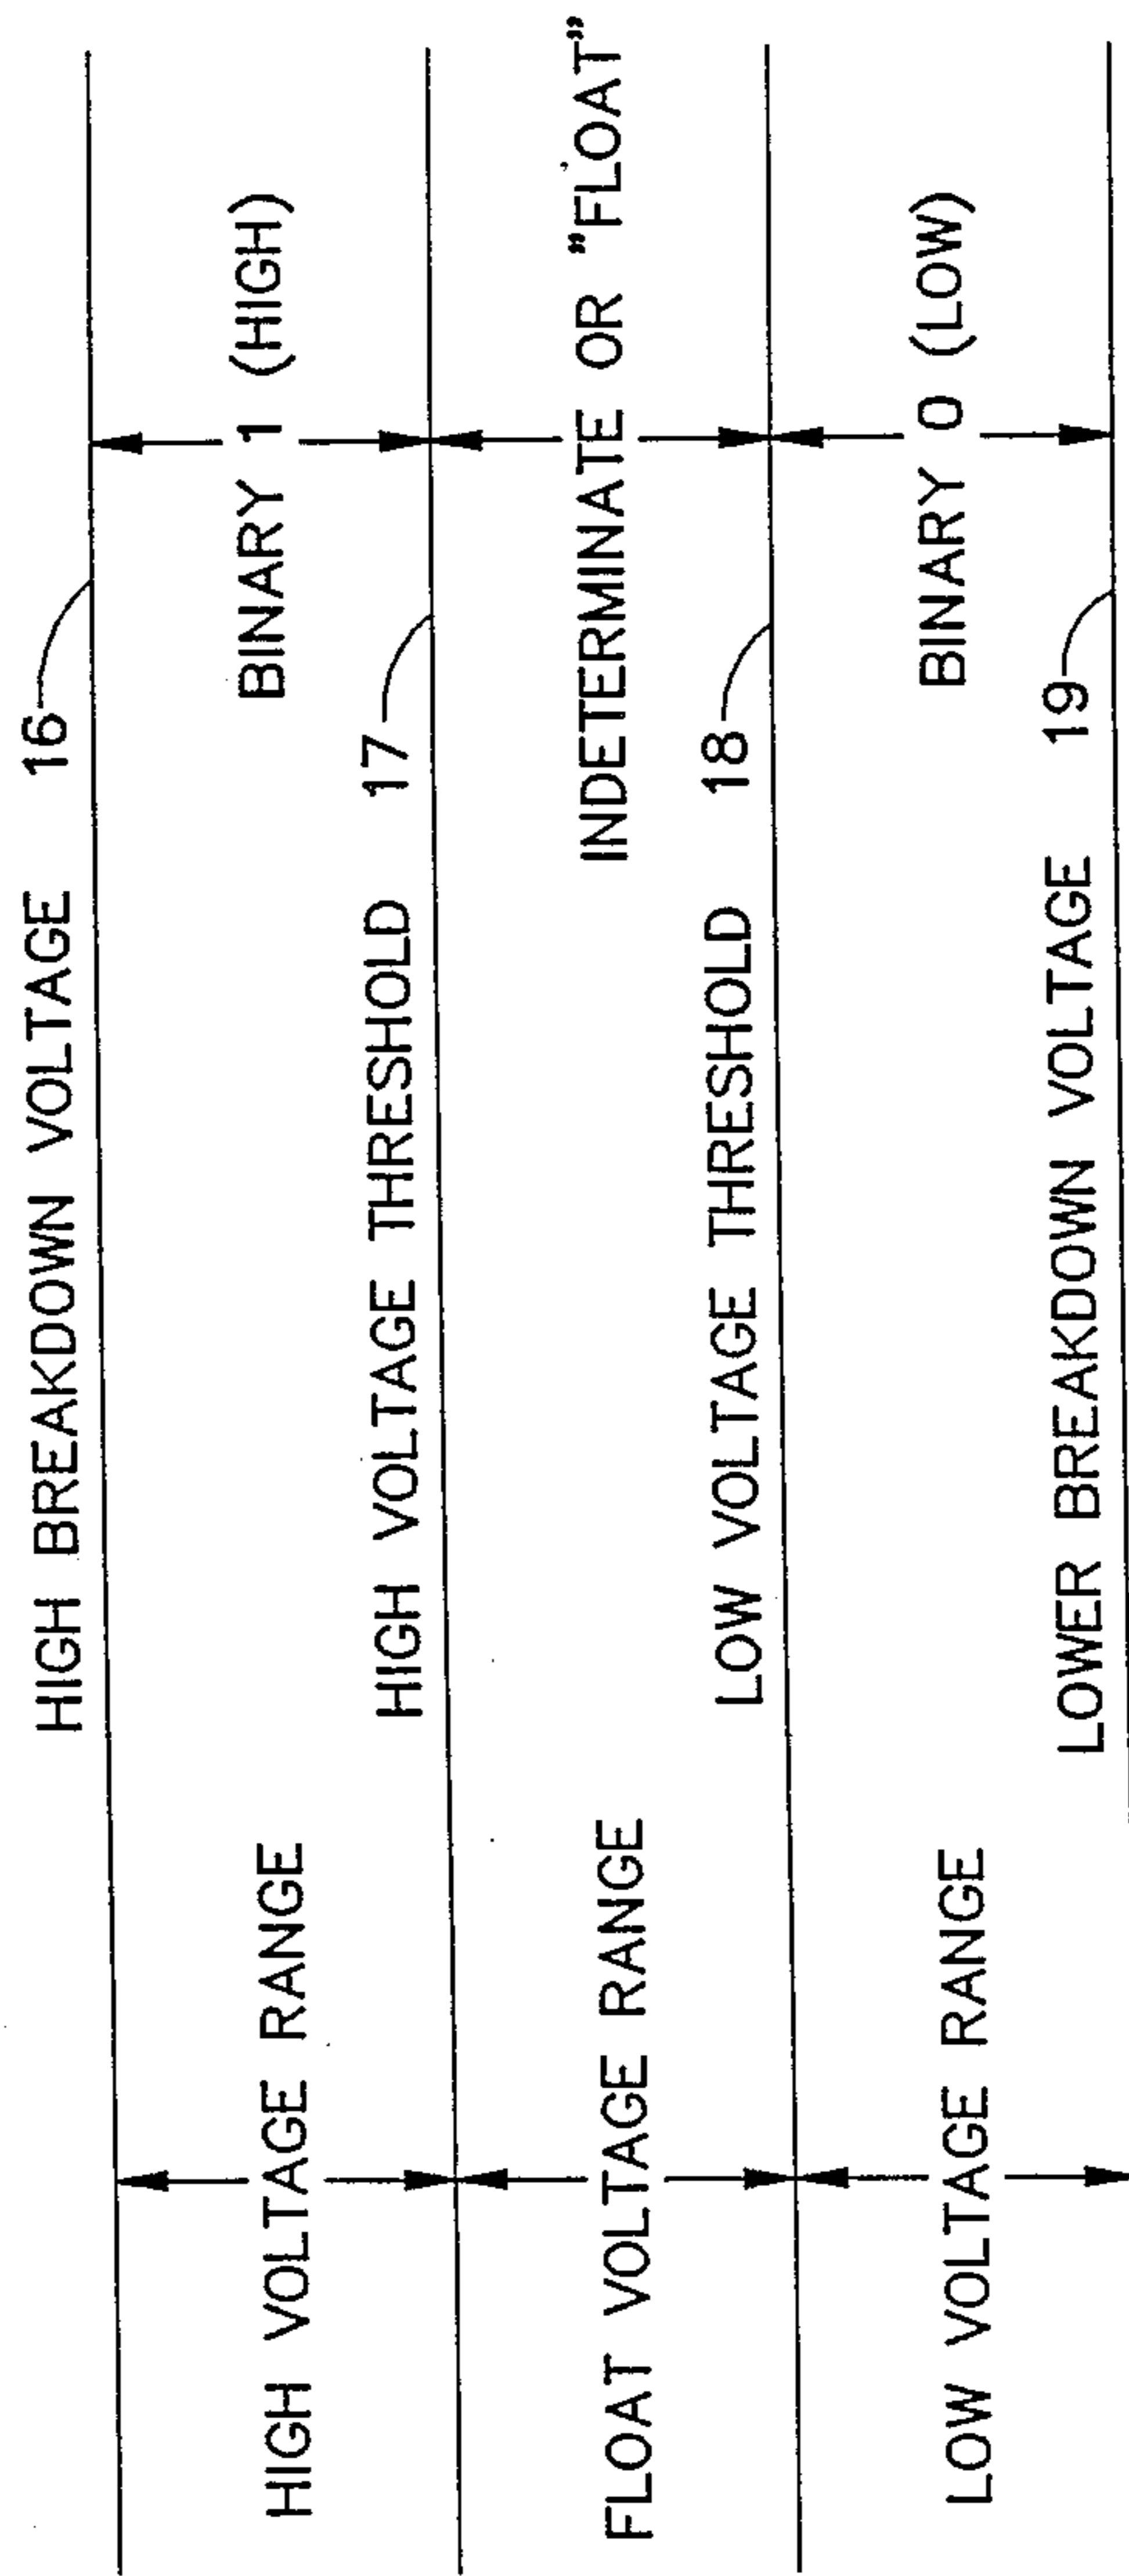 HIGH BREAKDOWN VOLTAGE 16
HIGH VOLTAGE RANGE
BINARY 1 (HIGH)
HIGH VOLTAGE THRESHOLD 17
FLOAT VOLTAGE RANGE
INDETERMINATE OR "FLOAT"
LOW VOLTAGE THRESHOLD 18
LOW VOLTAGE RANGE
BINARY 0 (LOW)
LOWER BREAKDOWN VOLTAGE 19